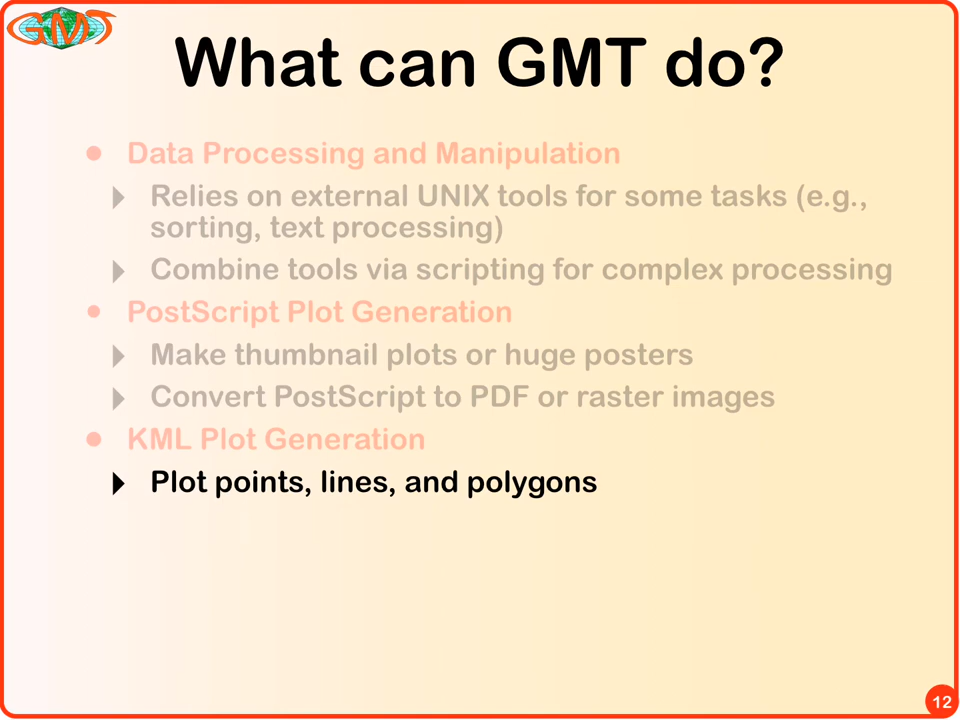 GMT
What can GMT do?
• Data Processing and Manipulation
‣ Relies on external UNIX tools for some tasks (e.g.,
sorting, text processing)
‣ Combine tools via scripting for complex processing
• PostScript Plot Generation
‣ Make thumbnail plots or huge posters
‣ Convert PostScript to PDF or raster images
• KML Plot Generation
‣ Plot points, lines, and polygons
12